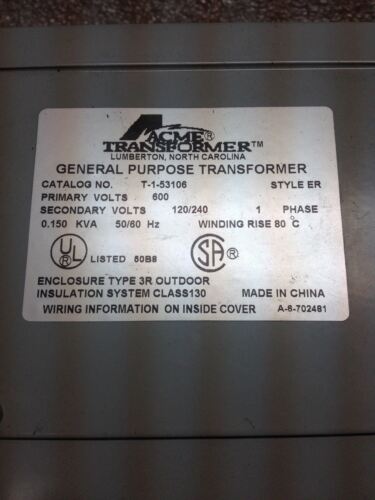 ACME®
TRANSFORMER™
LUMBERTON, NORTH CAROLINA
GENERAL PURPOSE TRANSFORMER
CATALOG NO. T-1-53106 STYLE ER
PRIMARY VOLTS 600
SECONDARY VOLTS 120/240 1 PHASE
0.150 KVA 50/60 Hz WINDING RISE 80 °C
UL® LISTED 50B8 SA®
ENCLOSURE TYPE 3R OUTDOOR
INSULATION SYSTEM CLASS130 MADE IN CHINA
WIRING INFORMATION ON INSIDE COVER A-6-702481